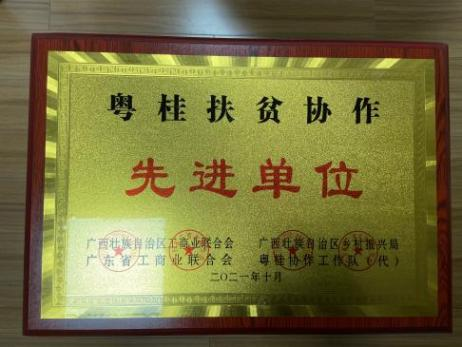 粤桂扶贫协作
先进单位
广西壮族自治区工商业联合会 广西壮族自治区乡村振兴局
广东省工商业联合会 粤桂协作工作队（代）
二〇二一年十月